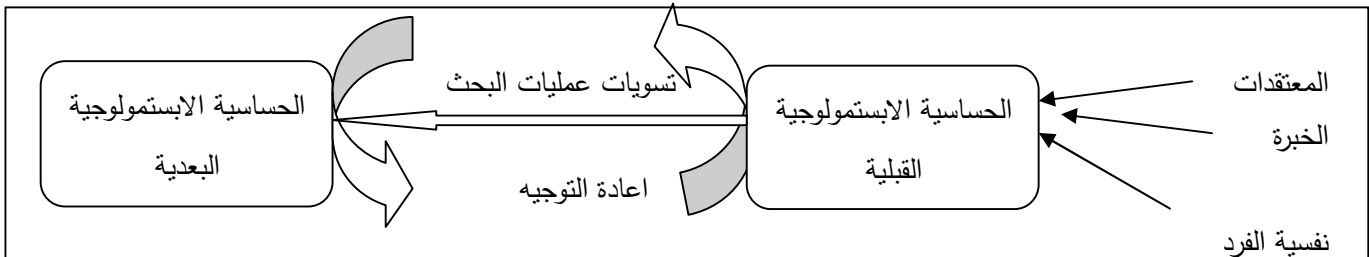 المعتقدات
الخبرة
نفسية الفرد
الحساسية الابستمولوجية
القبلية
تسويات عمليات البحث
اعادة التوجيه
الحساسية الابستمولوجية
البعدية